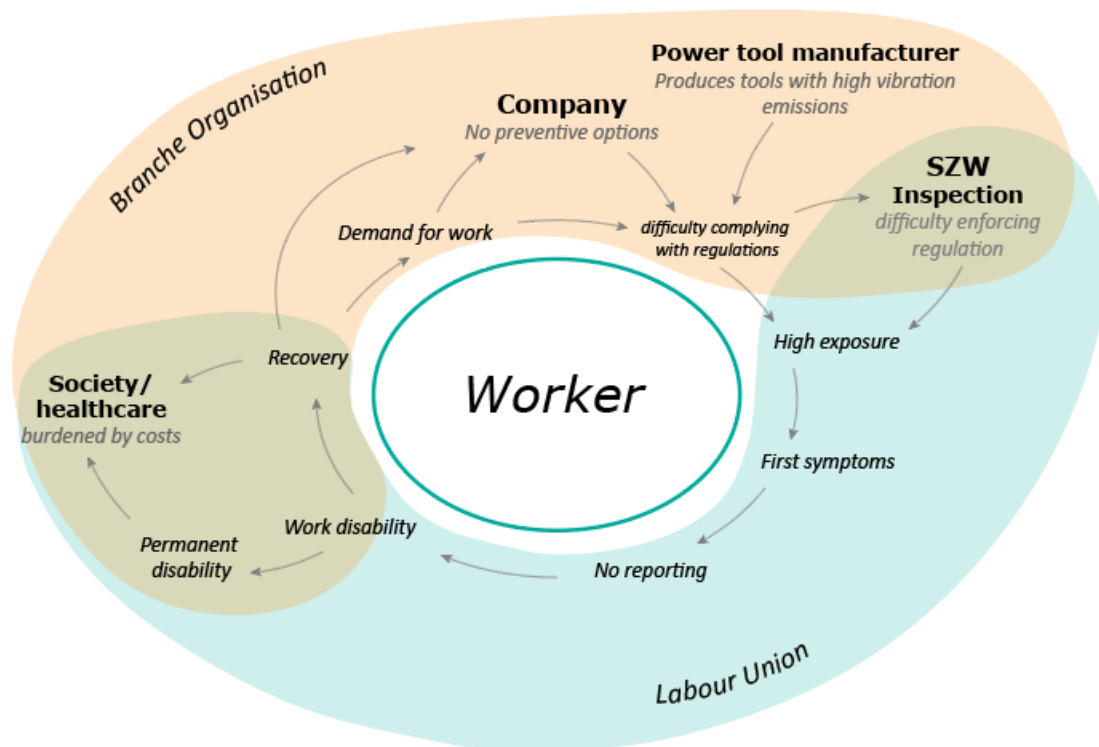 Branche Organisation
Power tool manufacturer
Produces tools with high vibration
emissions
Company
No preventive options
SZW
Inspection
difficulty enforcing
regulation
Demand for work
difficulty complying
with regulations
High exposure
Recovery
Society/
healthcare
burdened by costs
Worker
First symptoms
Work disability
Permanent
disability
No reporting
Labour Union